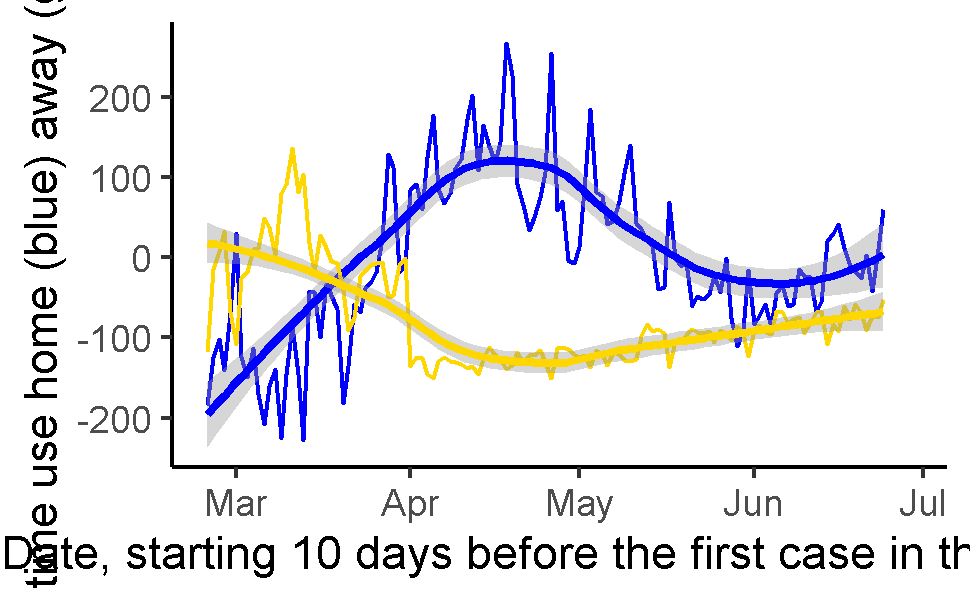 time use home (blue) away (
200
100
0
-100
-200
Mar Apr May Jun Jul
Date, starting 10 days before the first case in th